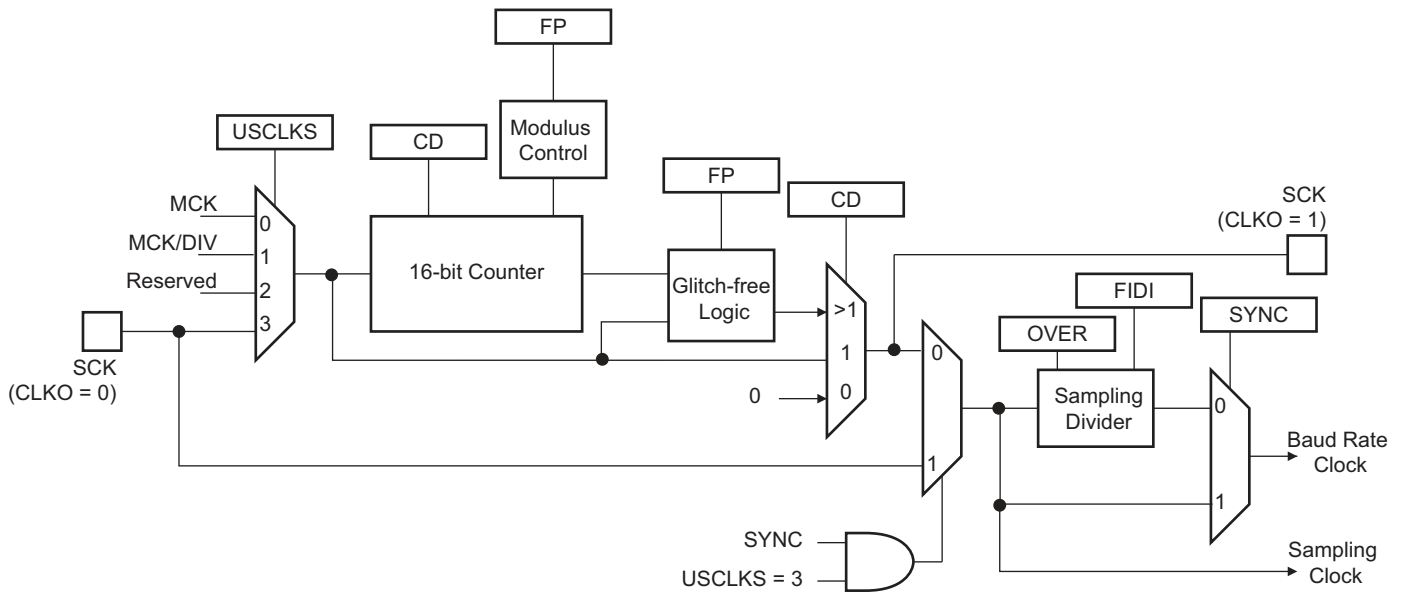 FP
USCLKS
CD
Modulus
Control
FP
CD
SCK
(CLKO = 1)
MCK
0
MCK/DIV
1
Reserved
2
3
16-bit Counter
Glitch-free
Logic
>1
1
0
0
SCK
(CLKO = 0)
FIDI
OVER
SYNC
0
1
Sampling
Divider
0
1
Baud Rate
Clock
SYNC
USCLKS = 3
Sampling
Clock